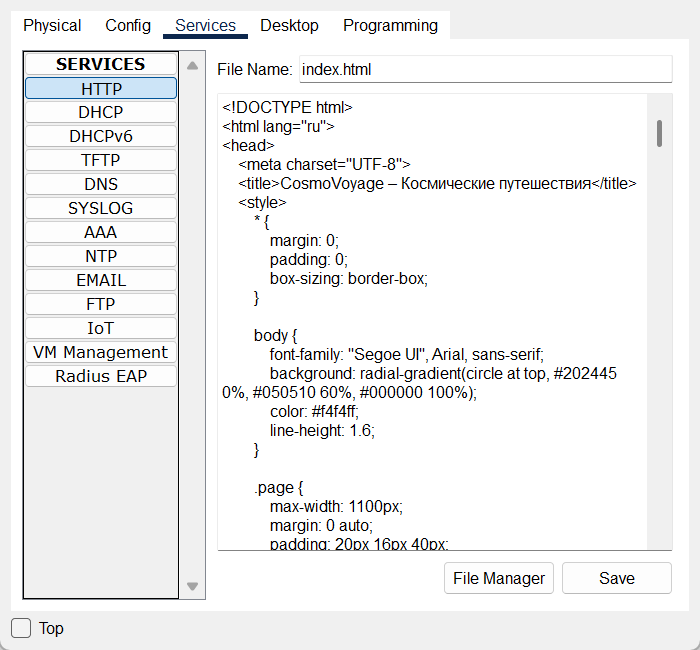 Physical Config Services Desktop Programming
SERVICES
HTTP
DHCP
DHCPv6
TFTP
DNS
SYSLOG
AAA
NTP
EMAIL
FTP
IoT
VM Management
Radius EAP
File Name: index.html
<!DOCTYPE html>
<html lang="ru">
<head>
<meta charset="UTF-8">
<title>CosmoVoyage – Космические путешествия</title>
<style>
* {
margin: 0;
padding: 0;
box-sizing: border-box;
}
body {
font-family: "Segoe UI", Arial, sans-serif;
background: radial-gradient(circle at top, #202445
0%, #050510 60%, #000000 100%);
color: #f4f4ff;
line-height: 1.6;
}
.page {
max-width: 1100px;
margin: 0 auto;
padding: 20px 16px 40px;
File Manager Save
Top